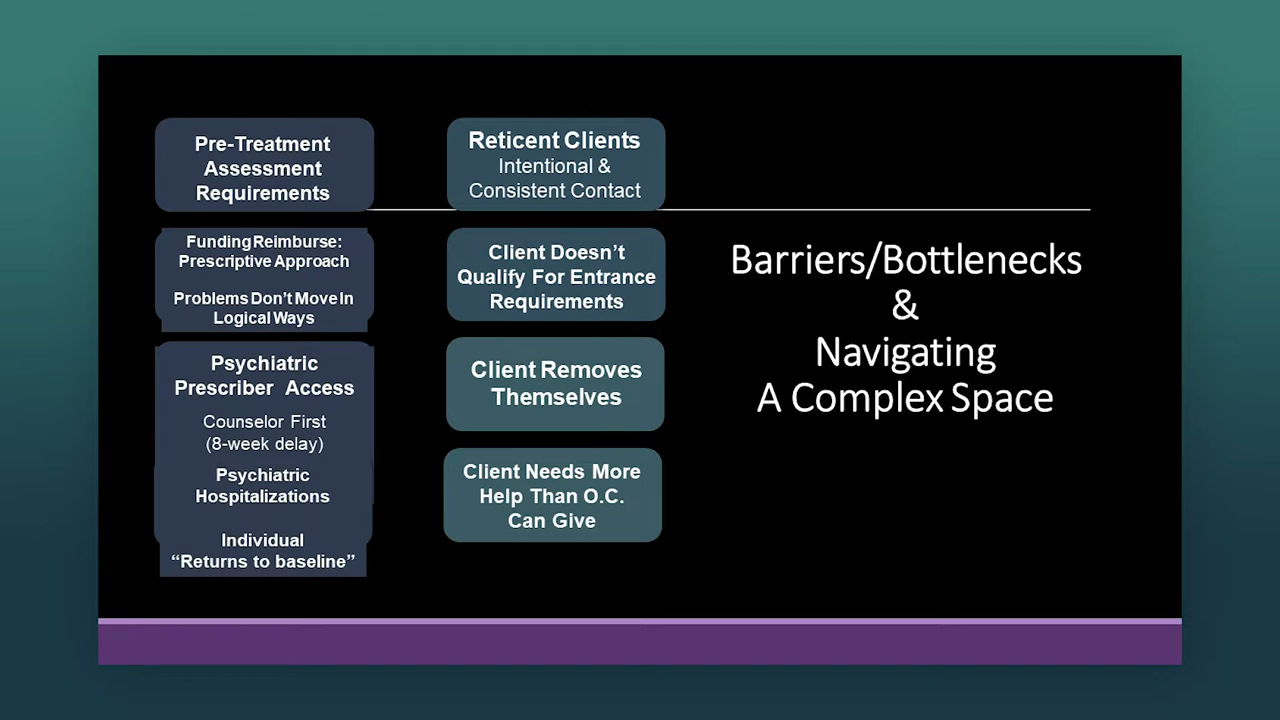 Pre-Treatment
Assessment
Requirements
Funding Reimburse:
Prescriptive Approach
Problems Don’t Move In
Logical Ways
Psychiatric
Prescriber Access
Counselor First
(8-week delay)
Psychiatric
Hospitalizations
Individual
“Returns to baseline”
Reticent Clients
Intentional &
Consistent Contact
Client Doesn’t
Qualify For Entrance
Requirements
Client Removes
Themselves
Client Needs More
Help Than O.C.
Can Give
Barriers/Bottlenecks
&
Navigating
A Complex Space